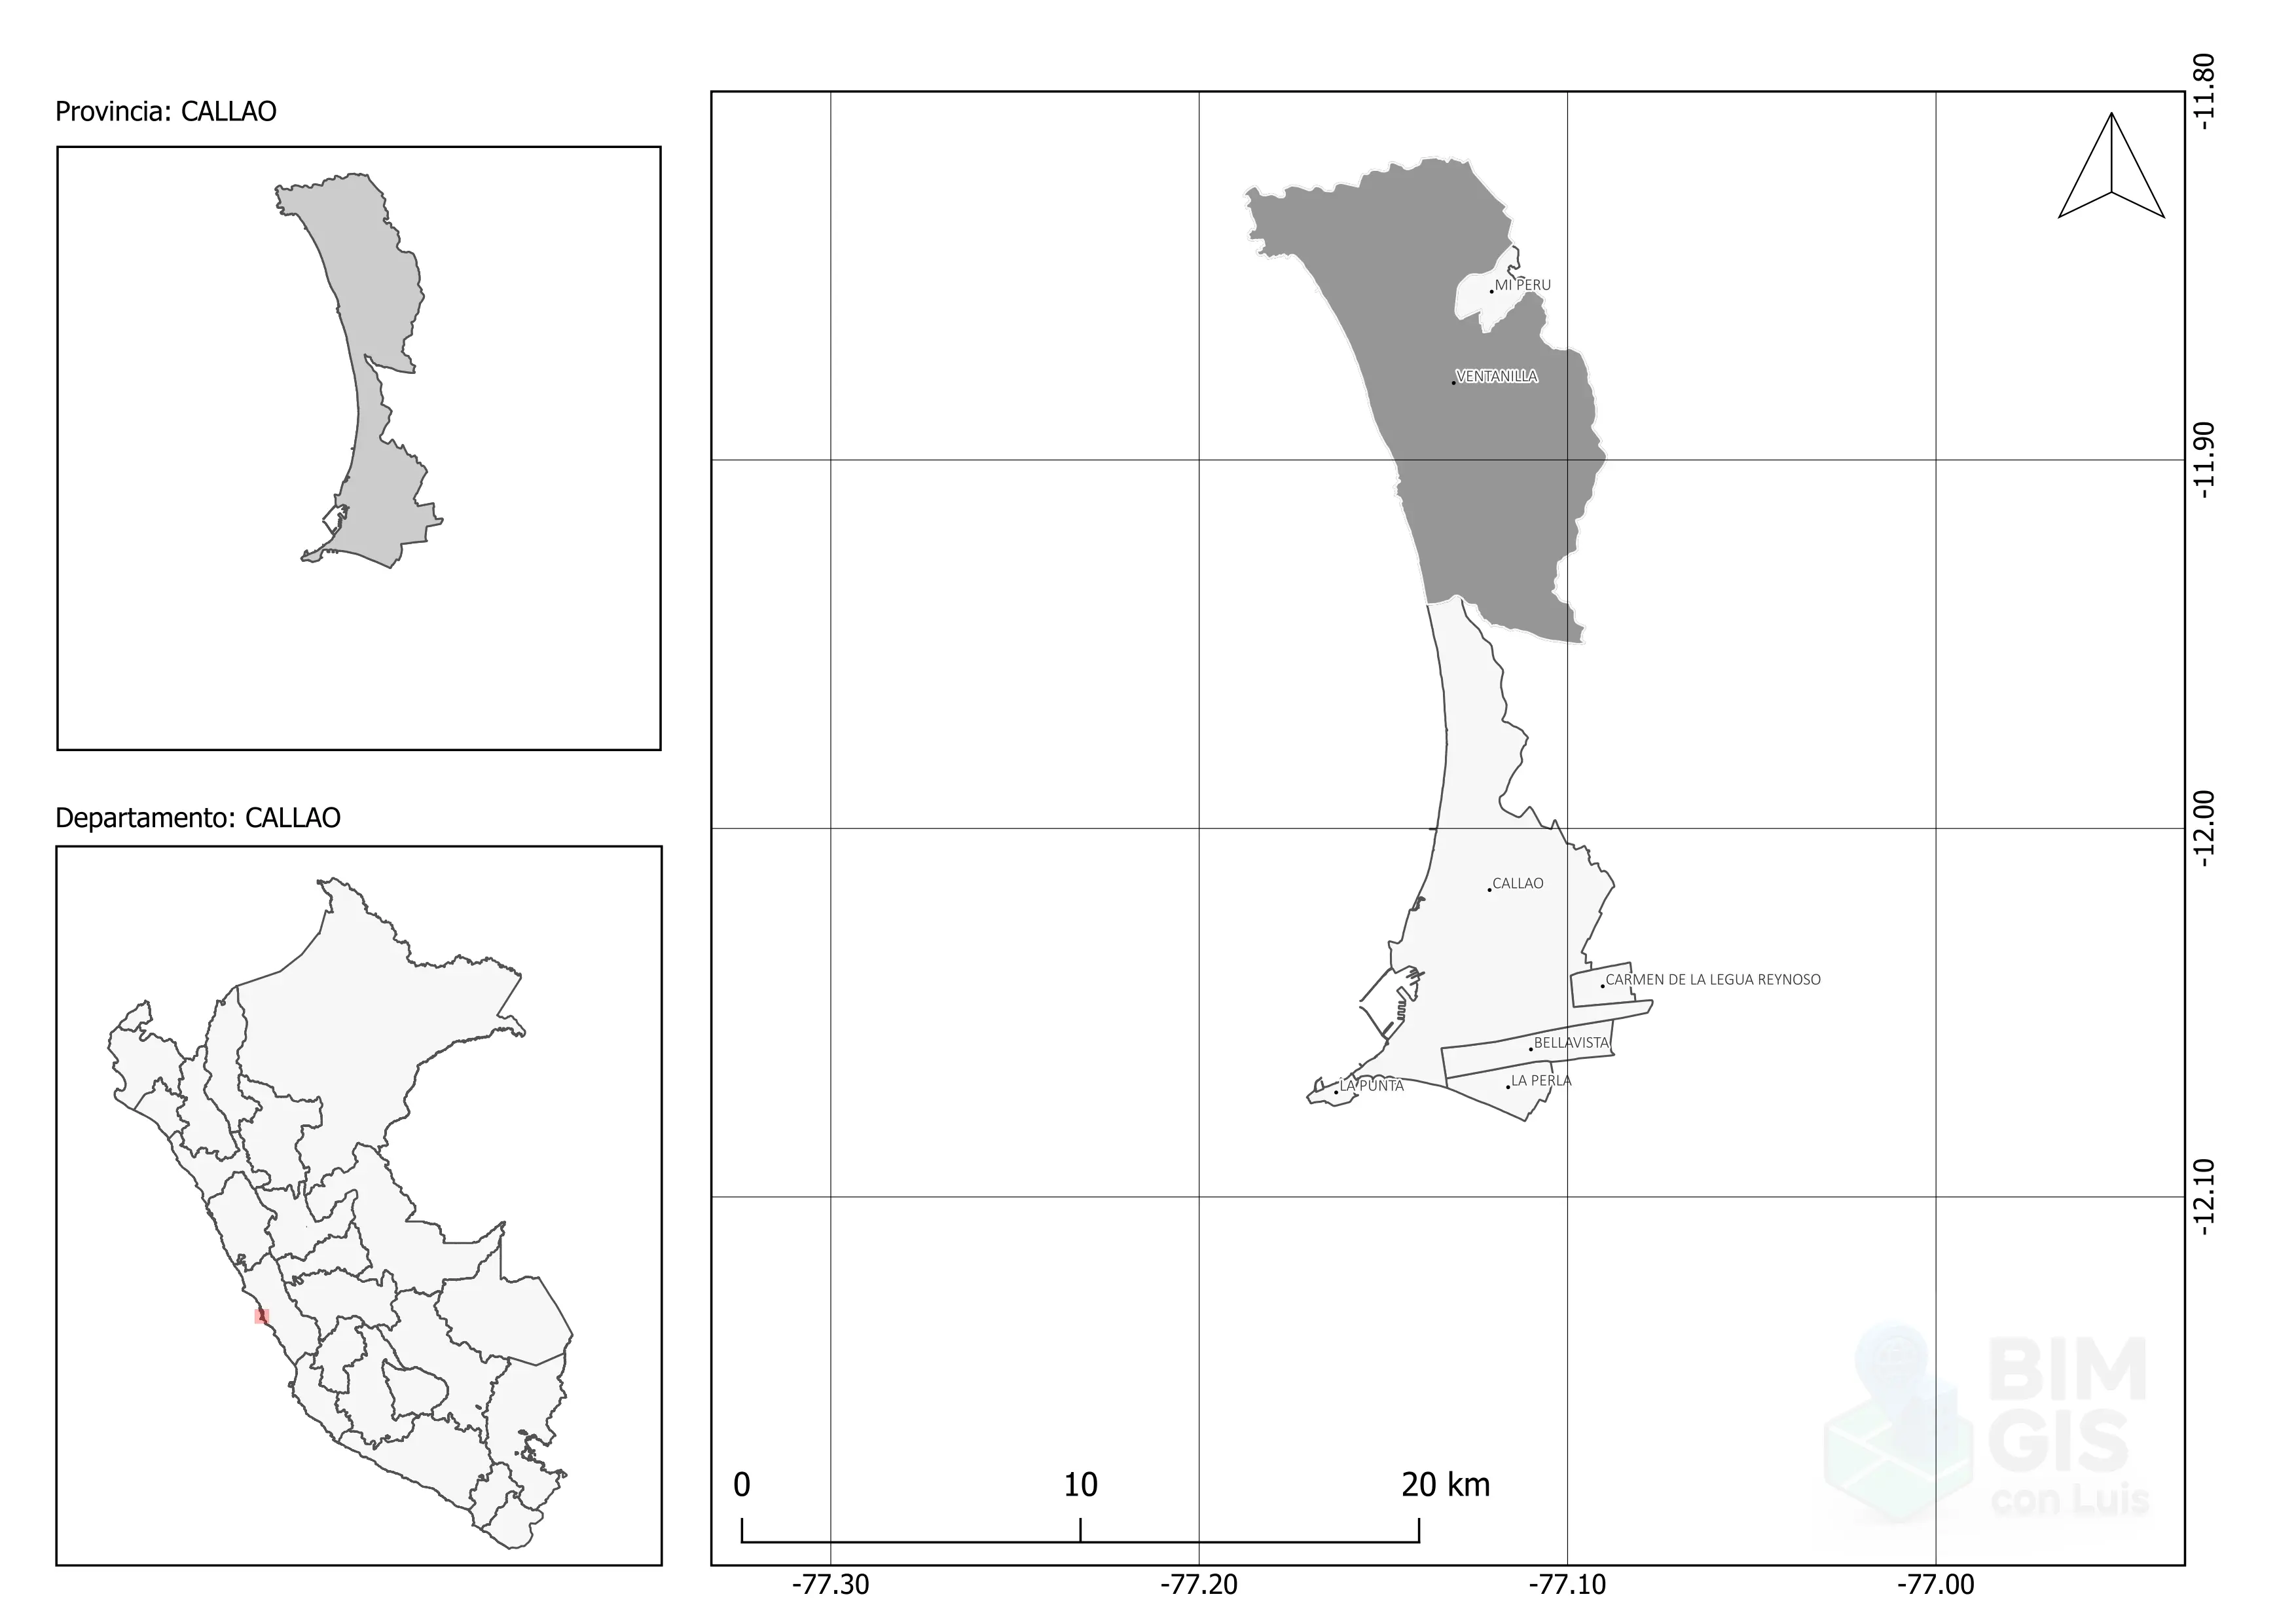 Provincia: CALLAO
Departamento: CALLAO
MI PERU
VENTANILLA
CALLAO
CARMEN DE LA LEGUA REYNOSO
BELLAVISTA
LA PERLA
LA PUNTA
-11.80
-11.90
-12.00
-12.10
0 10 20 km
-77.30 -77.20 -77.10 -77.00
BIM
GIS
con Luis